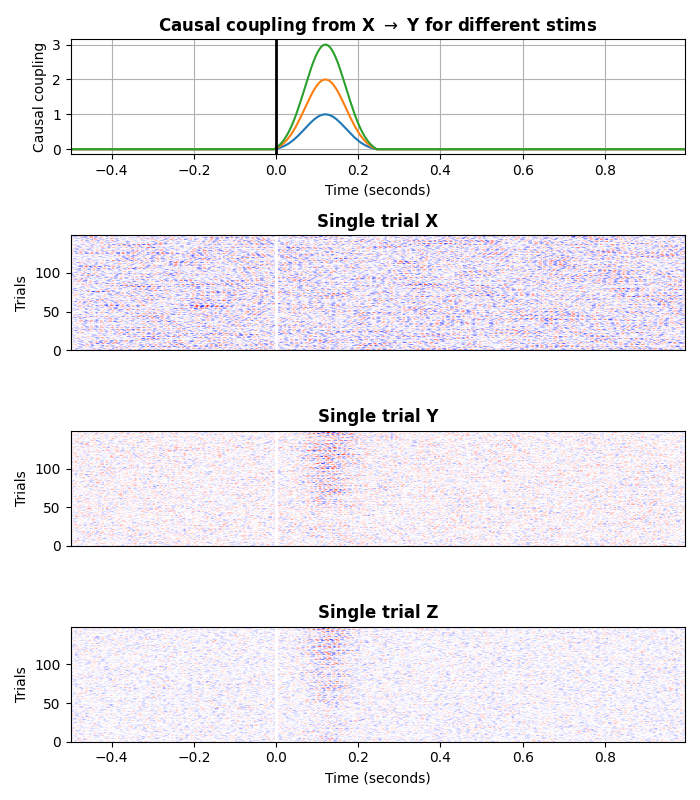 Causal coupling from X → Y for different stims
Causal coupling
3
2
1
0
−0.4 −0.2 0.0 0.2 0.4 0.6 0.8
Time (seconds)
Single trial X
Trials
100
50
0
Single trial Y
Trials
100
50
0
Single trial Z
Trials
100
50
0
−0.4 −0.2 0.0 0.2 0.4 0.6 0.8
Time (seconds)